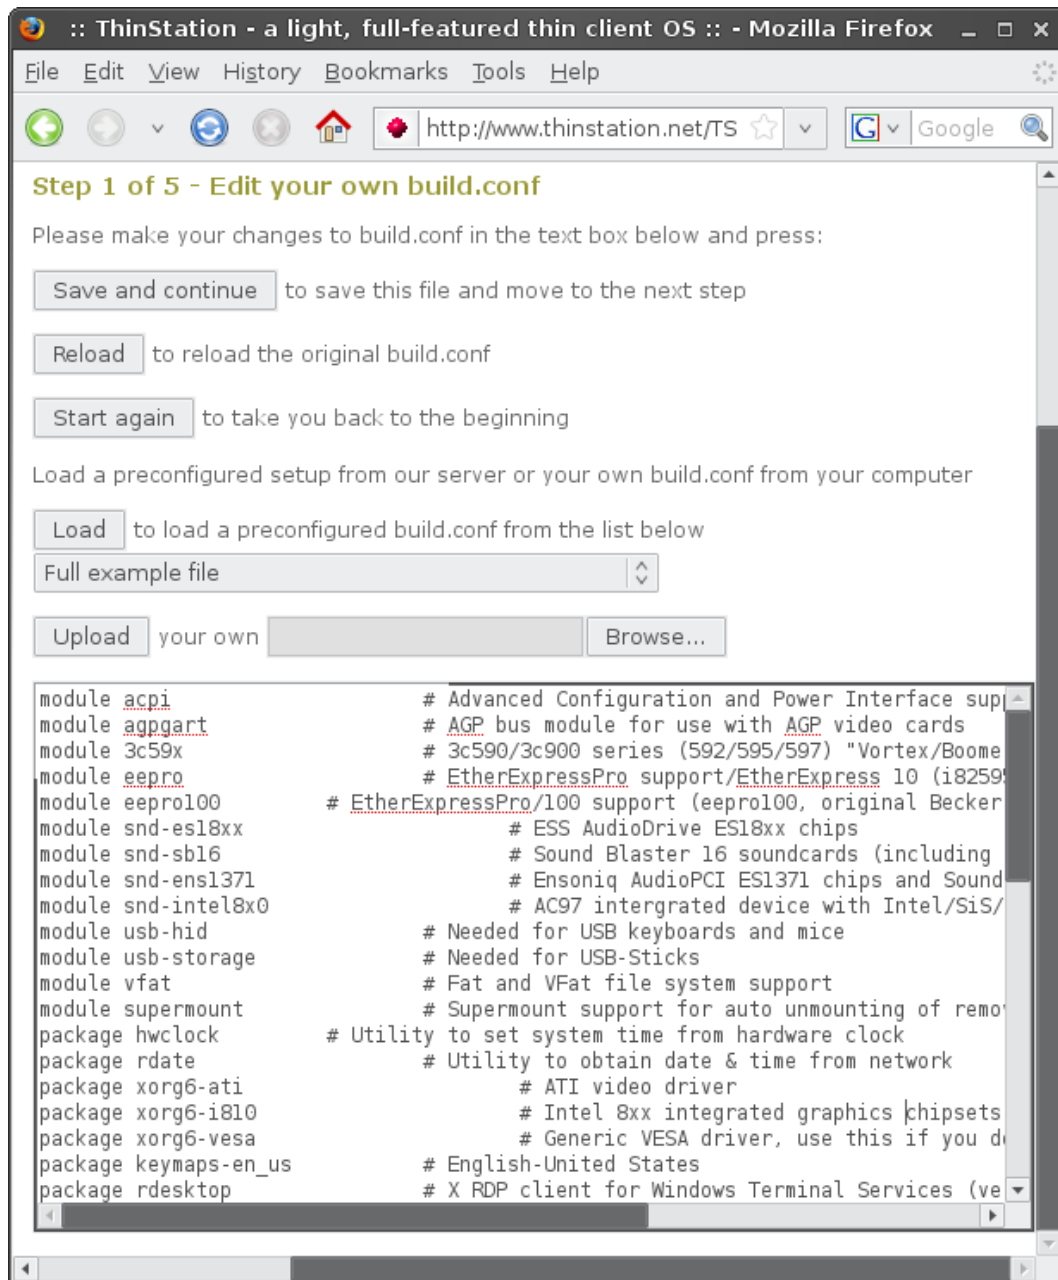 :: ThinStation - a light, full-featured thin client OS :: - Mozilla Firefox
File Edit View History Bookmarks Tools Help
http://www.thinstation.net/TS G Google
Step 1 of 5 - Edit your own build.conf
Please make your changes to build.conf in the text box below and press:
Save and continue to save this file and move to the next step
Reload to reload the original build.conf
Start again to take you back to the beginning
Load a preconfigured setup from our server or your own build.conf from your computer
Load to load a preconfigured build.conf from the list below
Full example file
Upload your own Browse...
module acpi # Advanced Configuration and Power Interface sup
module agpgart # AGP bus module for use with AGP video cards
module 3c59x # 3c590/3c900 series (592/595/597) "Vortex/Boome
module eepro # EtherExpressPro support/EtherExpress 10 (i8259
module eepro100 # EtherExpressPro/100 support (eepro100, original Becker
module snd-es18xx # ESS AudioDrive ES18xx chips
module snd-sb16 # Sound Blaster 16 soundcards (including
module snd-ens1371 # Ensoniq AudioPCI ES1371 chips and Sound
module snd-intel8x0 # AC97 intergrated device with Intel/SiS/
module usb-hid # Needed for USB keyboards and mice
module usb-storage # Needed for USB-Sticks
module vfat # Fat and VFat file system support
module supermount # Supermount support for auto unmounting of remo
package hwclock # Utility to set system time from hardware clock
package rdate # Utility to obtain date & time from network
package xorg6-ati # ATI video driver
package xorg6-i810 # Intel 8xx integrated graphics chipsets
package xorg6-vesa # Generic VESA driver, use this if you d
package keymaps-en_us # English-United States
package rdesktop # X RDP client for Windows Terminal Services (ve